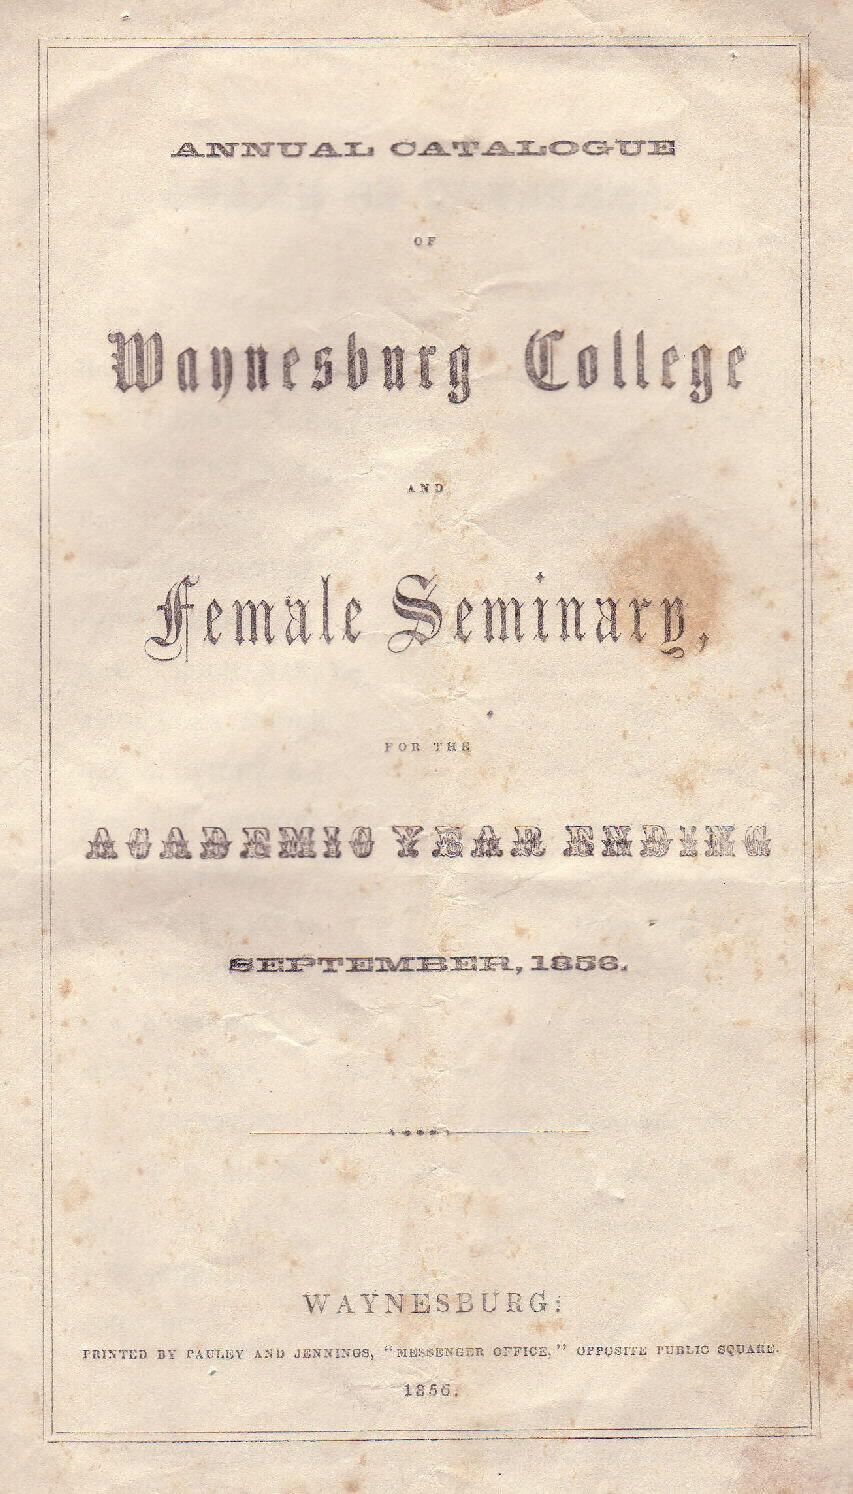 ANNUAL CATALOGUE
OF
Waynesburg College
AND
Female Seminary,
FOR THE
ACADEMIC YEAR ENDING
SEPTEMBER, 1856.
WAYNESBURG:
PRINTED BY PAULEY AND JENNINGS, "MESSENGER OFFICE," OPPOSITE PUBLIC SQUARE.
1856.